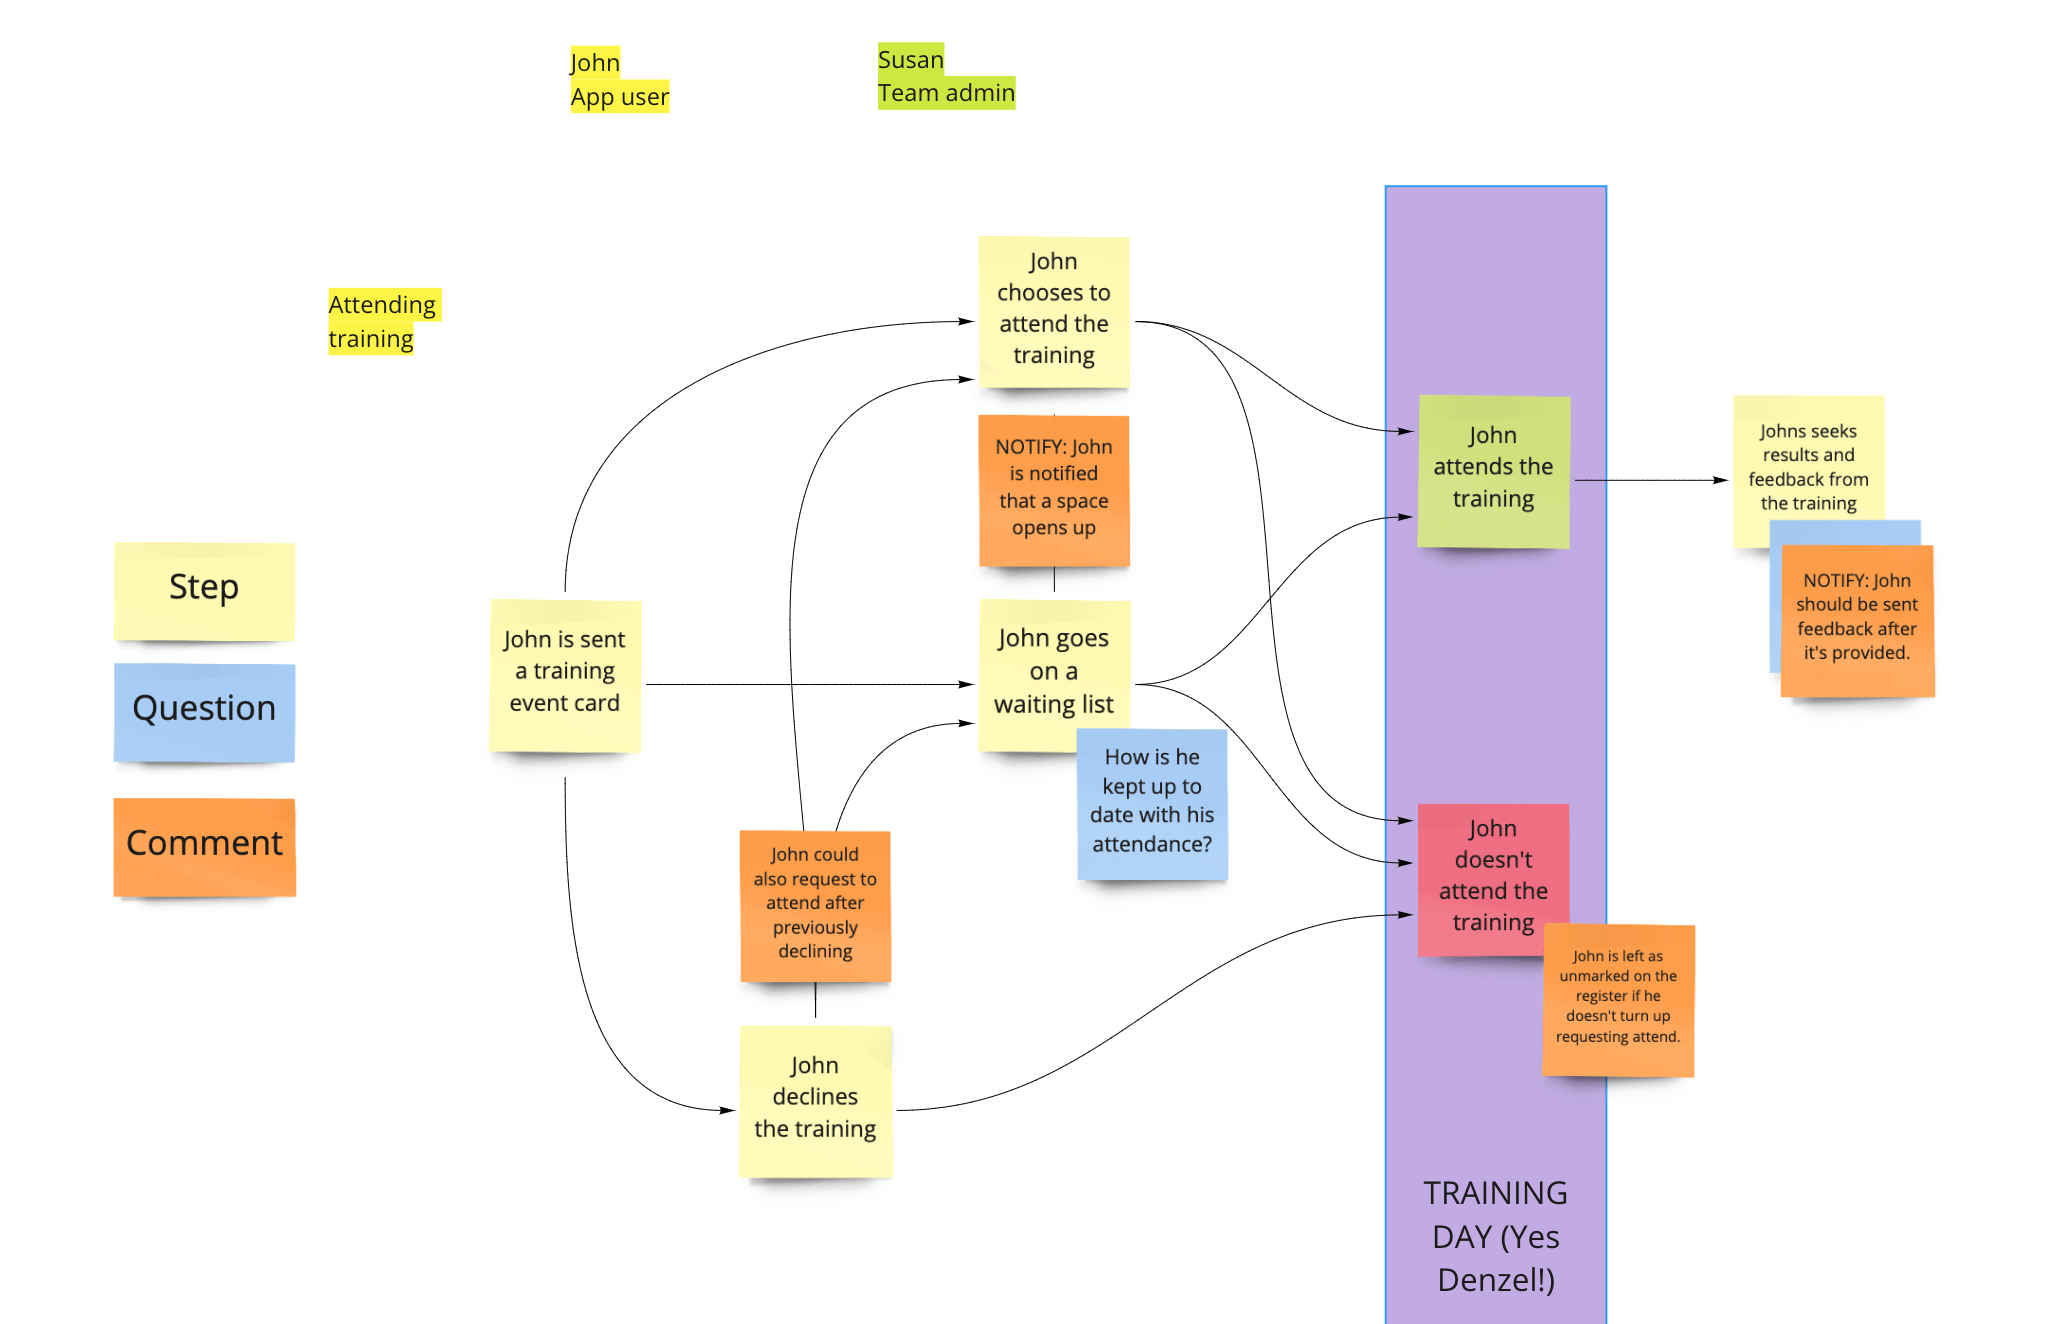 John
App user
Susan
Team admin
Attending
training
Step
Question
Comment
John is sent
a training
event card
John
chooses to
attend the
training
NOTIFY: John
is notified
that a space
opens up
John goes
on a
waiting list
How is he
kept up to
date with his
attendance?
John could
also request to
attend after
previously
declining
John
declines
the training
John
attends the
training
John
doesn't
attend the
training
John is left as
unmarked on the
register if he
doesn't turn up
requesting attend.
TRAINING
DAY (Yes
Denzel!)
Johns seeks
results and
feedback from
the training
NOTIFY: John
should be sent
feedback after
it's provided.